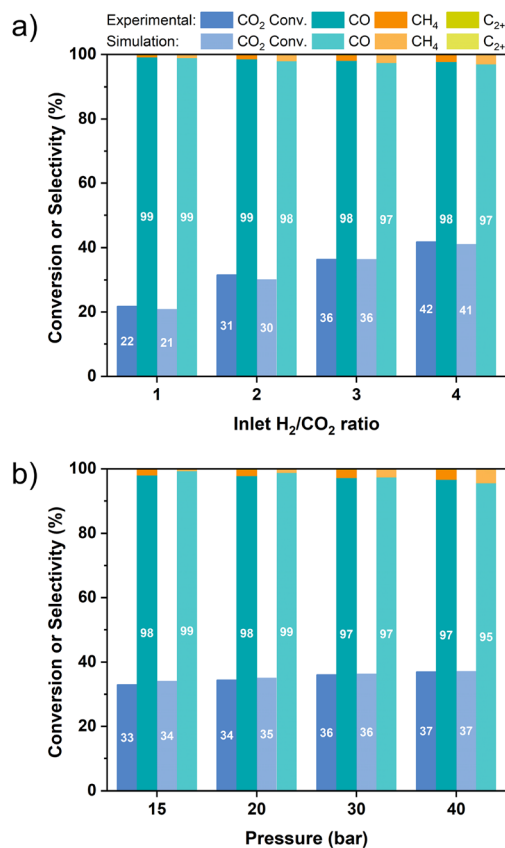 a)
Experimental: CO₂ Conv. CO CH₄ C₂₊
Simulation: CO₂ Conv. CO CH₄ C₂₊
Conversion or Selectivity (%)
100
80
60
40
20
0
99 99 99 98 98 97 98 97
22 21 31 30 36 36 42 41
1 2 3 4
Inlet H₂/CO₂ ratio
b)
Conversion or Selectivity (%)
100
80
60
40
20
0
98 99 98 99 97 97 97 95
33 34 34 35 36 36 37 37
15 20 30 40
Pressure (bar)